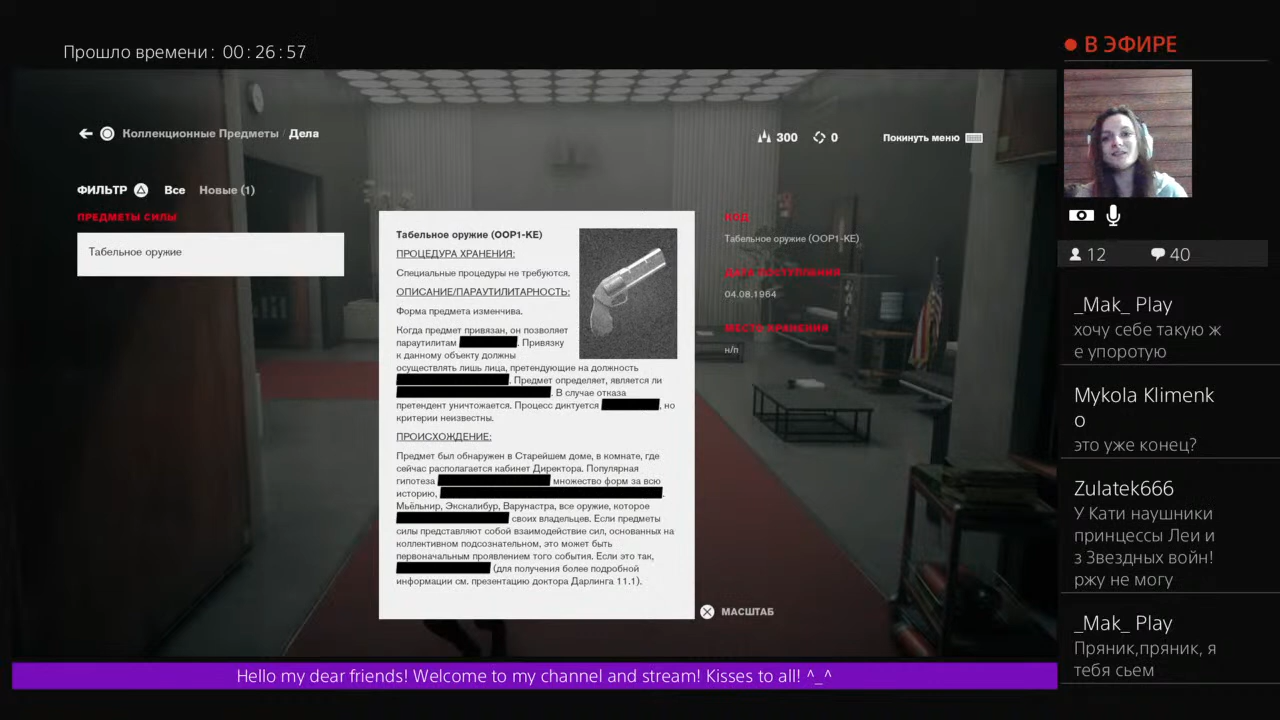 Прошло времени: 00:26:57
В ЭФИРЕ
Коллекционные Предметы / Дела
300
0
Покинуть меню
ФИЛЬТР Все Новые (1)
ПРЕДМЕТЫ СИЛЫ
Табельное оружие
Табельное оружие (OOP1-KE)
ПРОЦЕДУРА ХРАНЕНИЯ:
Специальные процедуры не требуются.
ОПИСАНИЕ/ПАРАУТИЛИТАРНОСТЬ:
Форма предмета изменчива.
Когда предмет привязан, он позволяет
параутилитам . Привязку
к данному объекту должны
осуществлять лишь лица, претендующие на должность
. Предмет определяет, является ли
. В случае отказа
претендент уничтожается. Процесс диктуется , но
критерии неизвестны.
ПРОИСХОЖДЕНИЕ:
Предмет был обнаружен в Старейшем доме, в комнате, где
сейчас располагается кабинет Директора. Популярная
гипотеза множество форм за всю
историю, .
Мьёльнир, Экскалибур, Варунастра, все оружие, которое
своих владельцев. Если предметы
силы представляют собой взаимодействие сил, основанных на
коллективном подсознательном, это может быть
первоначальным проявлением того события. Если это так,
(для получения более подробной
информации см. презентацию доктора Дарлинга 11.1).
КОД
Табельное оружие (OOP1-KE)
ДАТА ПОСТУПЛЕНИЯ
04.08.1964
МЕСТО ХРАНЕНИЯ
н/п
МАСШТАБ
Hello my dear friends! Welcome to my channel and stream! Kisses to all! ^_^
12 40
_Mak_ Play
хочу себе такую ж
е упоротую
Mykola Klimenk
o
это уже конец?
Zulatek666
У Кати наушники
принцессы Леи и
з Звездных войн!
ржу не могу
_Mak_ Play
Пряник,пряник, я
тебя сьем